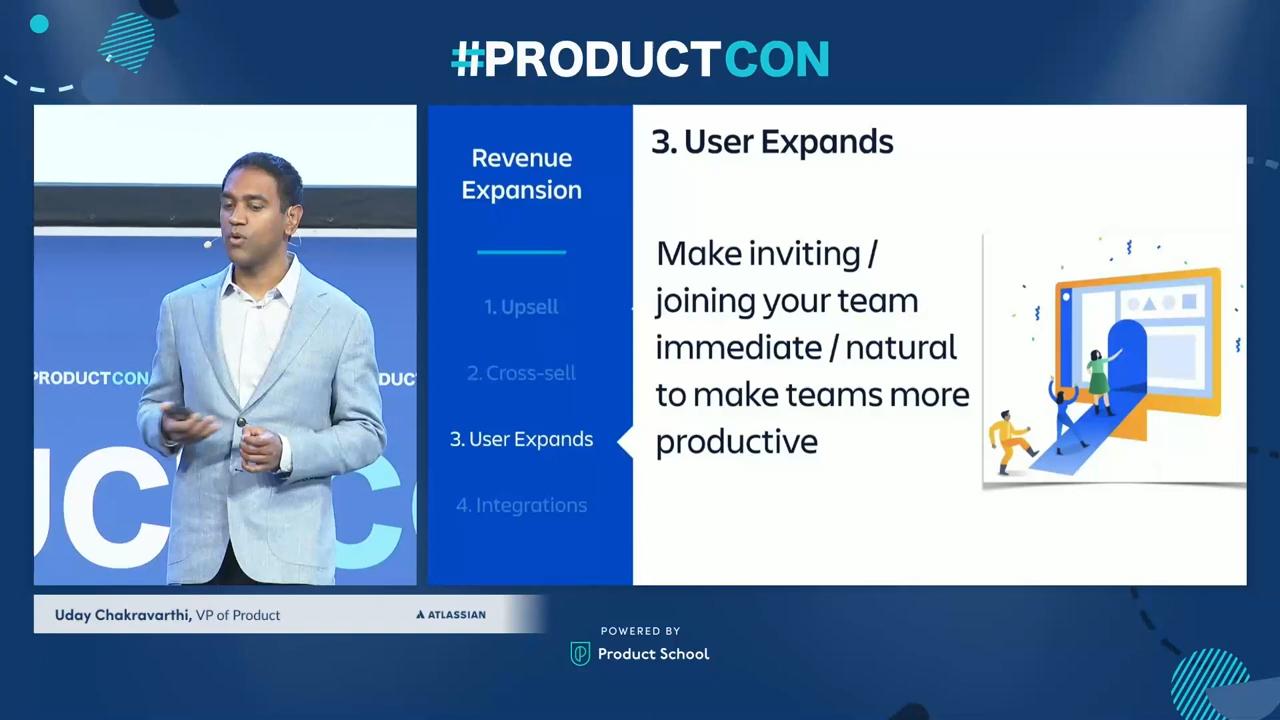 #PRODUCTCON
Revenue
Expansion
1. Upsell
2. Cross-sell
3. User Expands
4. Integrations
3. User Expands
Make inviting /
joining your team
immediate / natural
to make teams more
productive
PRODUCTCON
DUCT
UC
C
Uday Chakravarthi, VP of Product
ATLASSIAN
POWERED BY
Product School